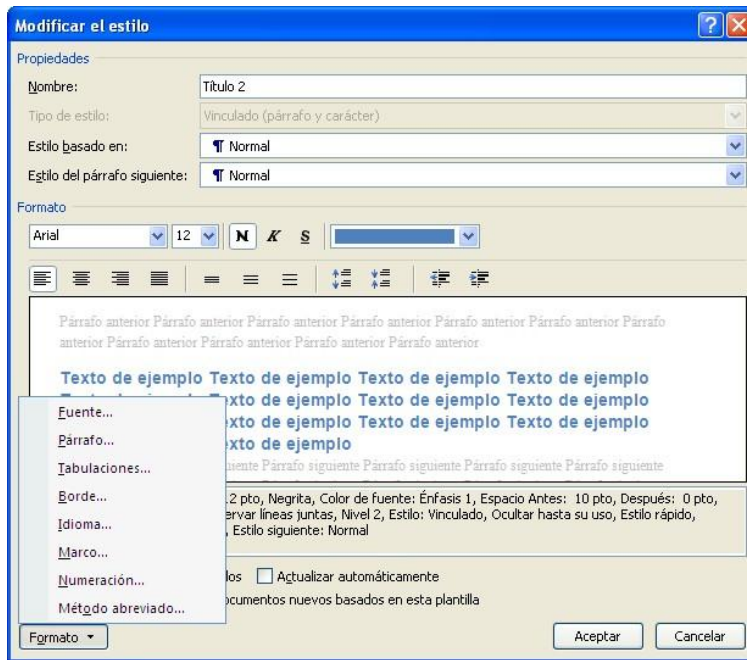 Modificar el estilo
Propiedades
Nombre: Título 2
Tipo de estilo: Vinculado (párrafo y carácter)
Estilo basado en: ¶ Normal
Estilo del párrafo siguiente: ¶ Normal
Formato
Arial 12 N K S
Párrafo anterior Párrafo anterior Párrafo anterior Párrafo anterior Párrafo anterior Párrafo anterior Párrafo
anterior Párrafo anterior Párrafo anterior Párrafo anterior Párrafo anterior
Texto de ejemplo Texto de ejemplo Texto de ejemplo Texto de ejemplo
Texto de ejemplo Texto de ejemplo Texto de ejemplo
Texto de ejemplo Texto de ejemplo Texto de ejemplo
Texto de ejemplo
Párrafo siguiente Párrafo siguiente Párrafo siguiente Párrafo siguiente
2 pto, Negrita, Color de fuente: Énfasis 1, Espacio Antes: 10 pto, Después: 0 pto,
líneas juntas, Nivel 2, Estilo: Vinculado, Ocultar hasta su uso, Estilo rápido,
, Estilo siguiente: Normal
Actualizar automáticamente
documentos nuevos basados en esta plantilla
Fuente...
Párrafo...
Tabulaciones...
Borde...
Idioma...
Marco...
Numeración...
Método abreviado...
Formato
Aceptar
Cancelar